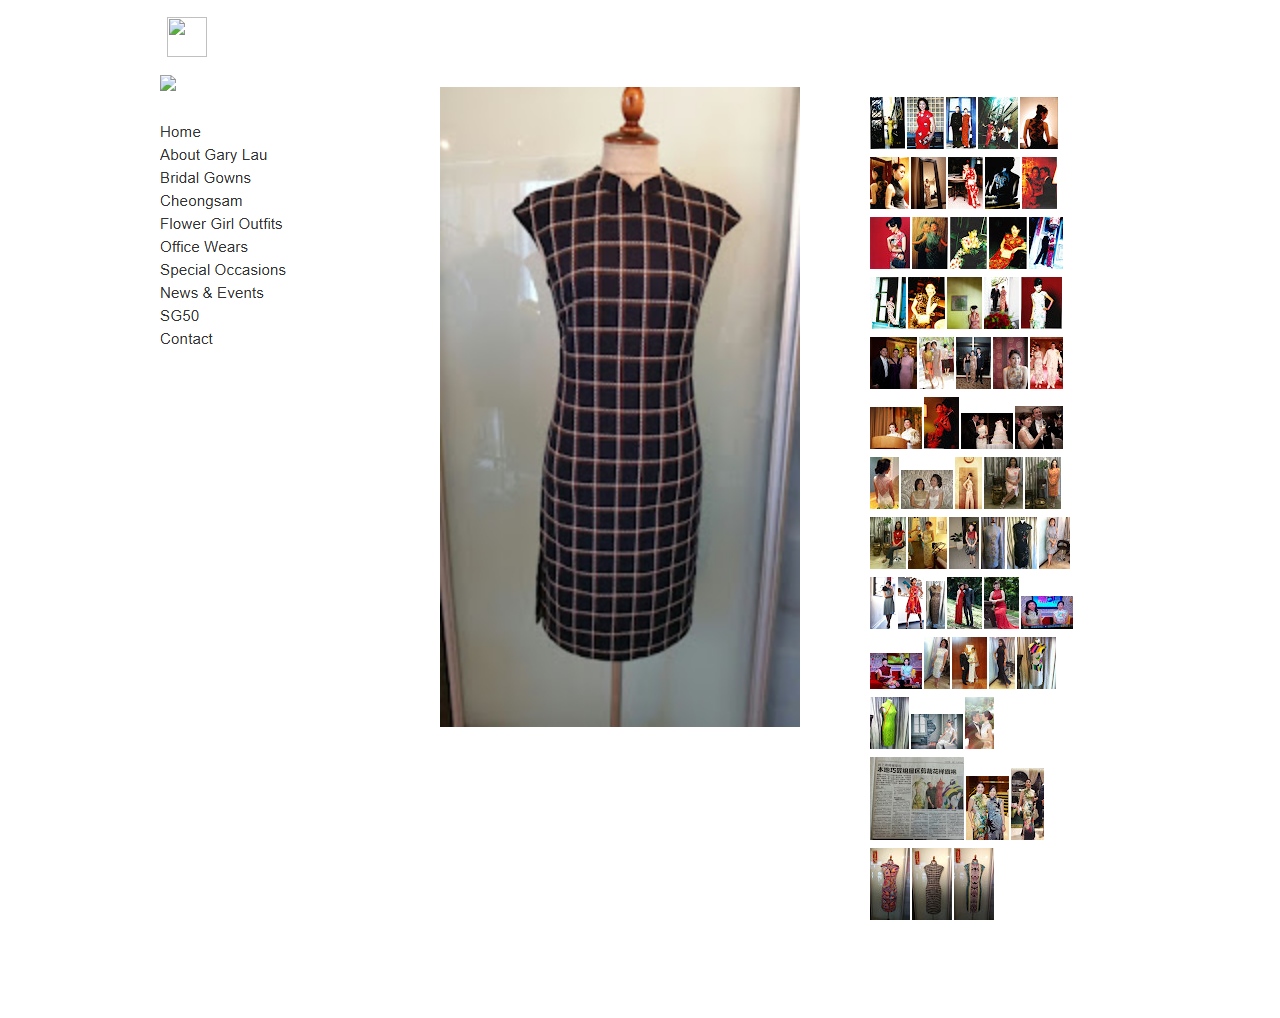 Home
About Gary Lau
Bridal Gowns
Cheongsam
Flower Girl Outfits
Office Wears
Special Occasions
News & Events
SG50
Contact